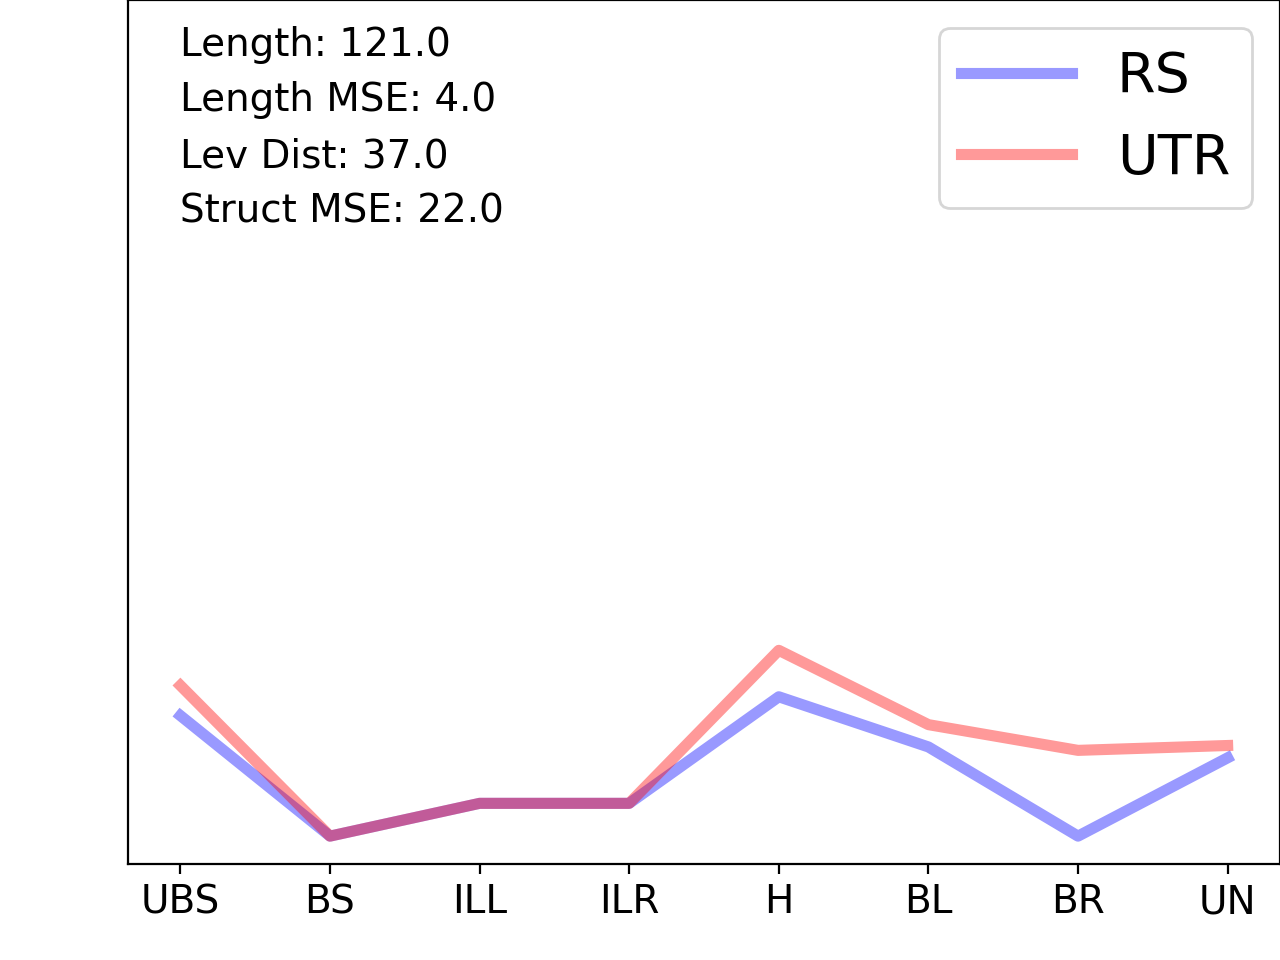 Length: 121.0
Length MSE: 4.0
Lev Dist: 37.0
Struct MSE: 22.0
RS
UTR
UBS BS ILL ILR H BL BR UN